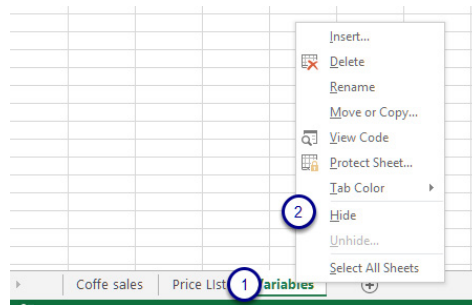 Insert...
Delete
Rename
Move or Copy...
View Code
Protect Sheet...
Tab Color
2
Hide
Unhide...
Select All Sheets
Coffe sales
Price LIst
1
ariables